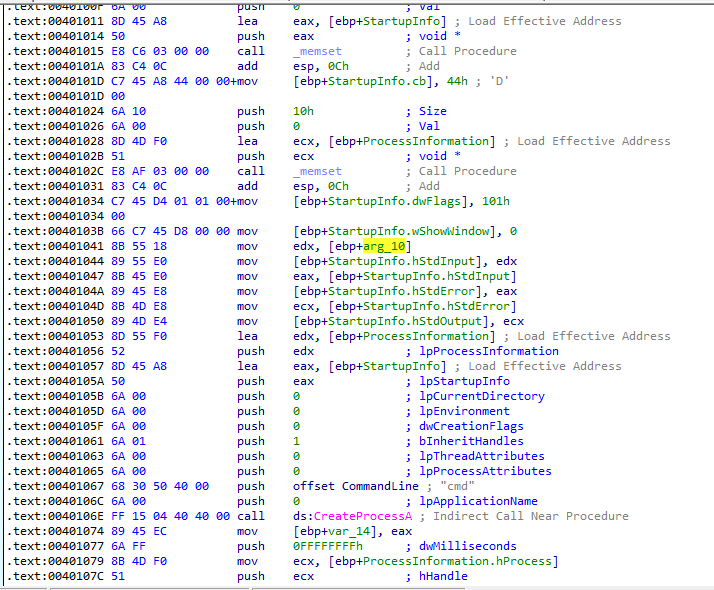 .text:0040100F 6A 00 push 0 ; Val
.text:00401011 8D 45 A8 lea eax, [ebp+StartupInfo] ; Load Effective Address
.text:00401014 50 push eax ; void *
.text:00401015 E8 C6 03 00 00 call _memset ; Call Procedure
.text:0040101A 83 C4 0C add esp, 0Ch ; Add
.text:0040101D C7 45 A8 44 00 00+mov [ebp+StartupInfo.cb], 44h ; 'D'
.text:0040101D 00
.text:00401024 6A 10 push 10h ; Size
.text:00401026 6A 00 push 0 ; Val
.text:00401028 8D 4D F0 lea ecx, [ebp+ProcessInformation] ; Load Effective Address
.text:0040102B 51 push ecx ; void *
.text:0040102C E8 AF 03 00 00 call _memset ; Call Procedure
.text:00401031 83 C4 0C add esp, 0Ch ; Add
.text:00401034 C7 45 D4 01 01 00+mov [ebp+StartupInfo.dwFlags], 101h
.text:00401034 00
.text:0040103B 66 C7 45 D8 00 00 mov [ebp+StartupInfo.wShowWindow], 0
.text:00401041 8B 55 18 mov edx, [ebp+arg_10]
.text:00401044 89 55 E0 mov [ebp+StartupInfo.hStdInput], edx
.text:00401047 8B 45 E0 mov eax, [ebp+StartupInfo.hStdInput]
.text:0040104A 89 45 E8 mov [ebp+StartupInfo.hStdError], eax
.text:0040104D 8B 4D E8 mov ecx, [ebp+StartupInfo.hStdError]
.text:00401050 89 4D E4 mov [ebp+StartupInfo.hStdOutput], ecx
.text:00401053 8D 55 F0 lea edx, [ebp+ProcessInformation] ; Load Effective Address
.text:00401056 52 push edx ; lpProcessInformation
.text:00401057 8D 45 A8 lea eax, [ebp+StartupInfo] ; Load Effective Address
.text:0040105A 50 push eax ; lpStartupInfo
.text:0040105B 6A 00 push 0 ; lpCurrentDirectory
.text:0040105D 6A 00 push 0 ; lpEnvironment
.text:0040105F 6A 00 push 0 ; dwCreationFlags
.text:00401061 6A 01 push 1 ; bInheritHandles
.text:00401063 6A 00 push 0 ; lpThreadAttributes
.text:00401065 6A 00 push 0 ; lpProcessAttributes
.text:00401067 68 30 50 40 00 push offset CommandLine ; "cmd"
.text:0040106C 6A 00 push 0 ; lpApplicationName
.text:0040106E FF 15 04 40 40 00 call ds:CreateProcessA ; Indirect Call Near Procedure
.text:00401074 89 45 EC mov [ebp+var_14], eax
.text:00401077 6A FF push 0FFFFFFFFh ; dwMilliseconds
.text:00401079 8B 4D F0 mov ecx, [ebp+ProcessInformation.hProcess]
.text:0040107C 51 push ecx ; hHandle